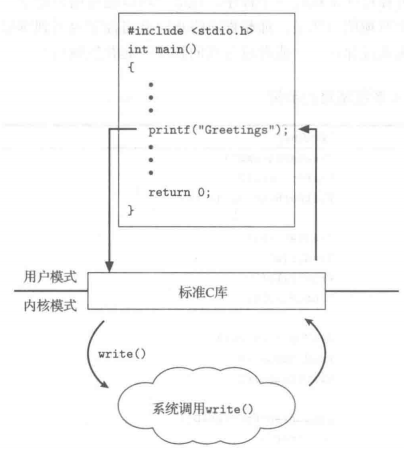 #include <stdio.h>
int main()
{
printf("Greetings");
return 0;
}
用户模式
标准C库
内核模式
write()
系统调用write()